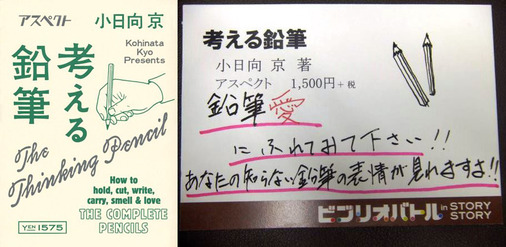 アスペクト 小日向 京
Kohinata
Kyo
Presents
考える
鉛筆
The
Thinking Pencil
How to
hold, cut, write,
carry, smell & love
THE COMPLETE
PENCILS
YEN 1575
考える鉛筆
小日向 京 著
アスペクト 1,500円+税
鉛筆愛
にふれてみて下さい!!
あなたの知らない鉛筆の表情が見れますよ!!
ビブリオバトル in STORY
STORY